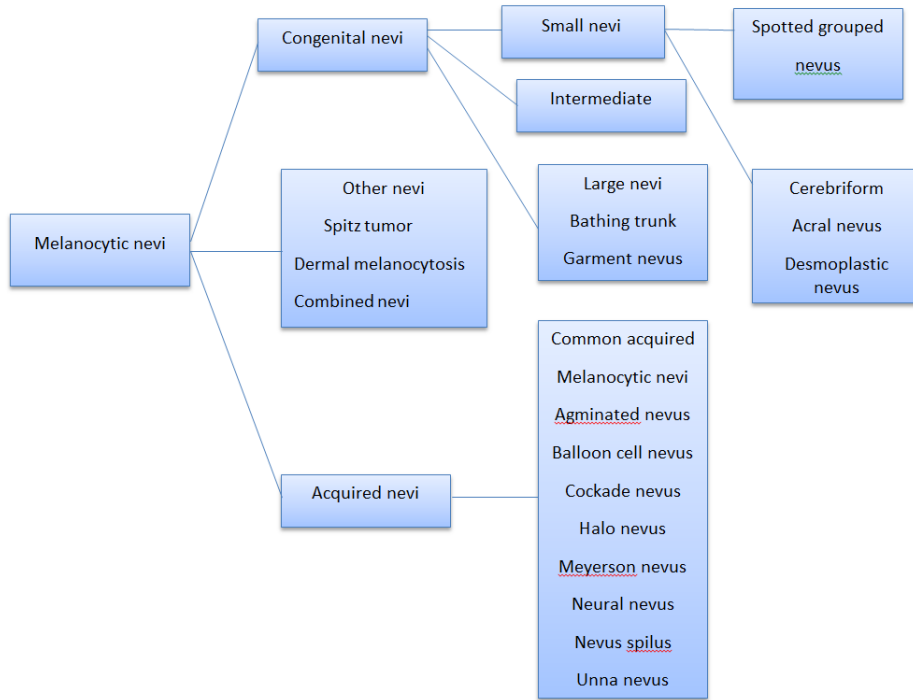 Melanocytic nevi
Congenital nevi
Small nevi
Spotted grouped
nevus
Intermediate
Large nevi
Bathing trunk
Garment nevus
Cerebriform
Acral nevus
Desmoplastic
nevus
Other nevi
Spitz tumor
Dermal melanocytosis
Combined nevi
Acquired nevi
Common acquired
Melanocytic nevi
Agminated nevus
Balloon cell nevus
Cockade nevus
Halo nevus
Meyerson nevus
Neural nevus
Nevus spilus
Unna nevus